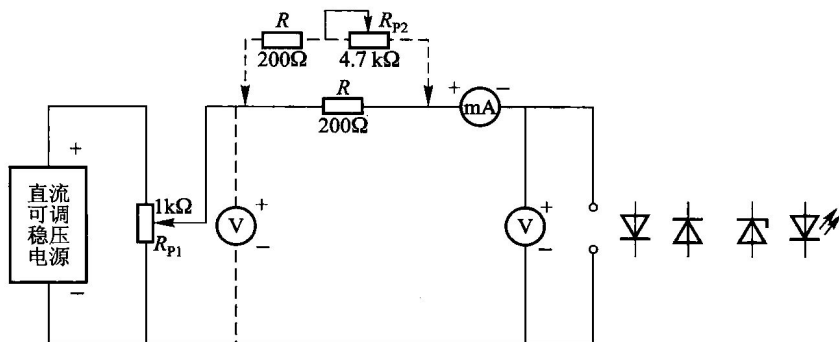 R
R_P2
200Ω
4.7 kΩ
R
+
−
mA
200Ω
+
直流
可调
稳压
电源
−
1kΩ
R_P1
+
V
−
+
V
−